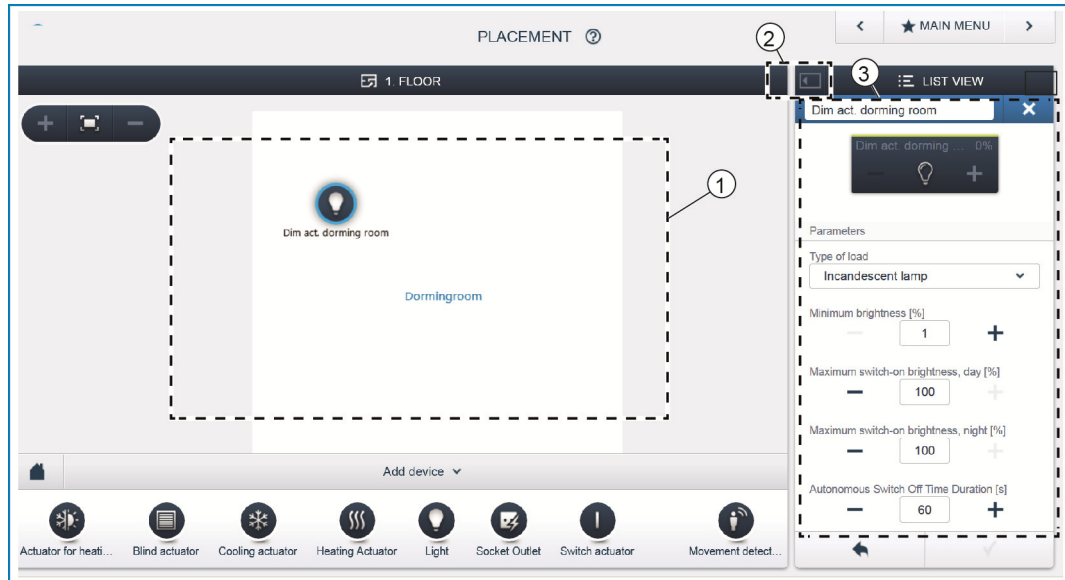 PLACEMENT ?
2
MAIN MENU
1. FLOOR
3
LIST VIEW
Dim act. dorming room
Dim act. dorming ... 0%
1
Dim act. dorming room
Dormingroom
Parameters
Type of load
Incandescent lamp
Minimum brightness [%]
1
Maximum switch-on brightness, day [%]
100
Maximum switch-on brightness, night [%]
100
Autonomous Switch Off Time Duration [s]
60
Add device
Actuator for heati... Blind actuator Cooling actuator Heating Actuator Light Socket Outlet Switch actuator Movement detect...